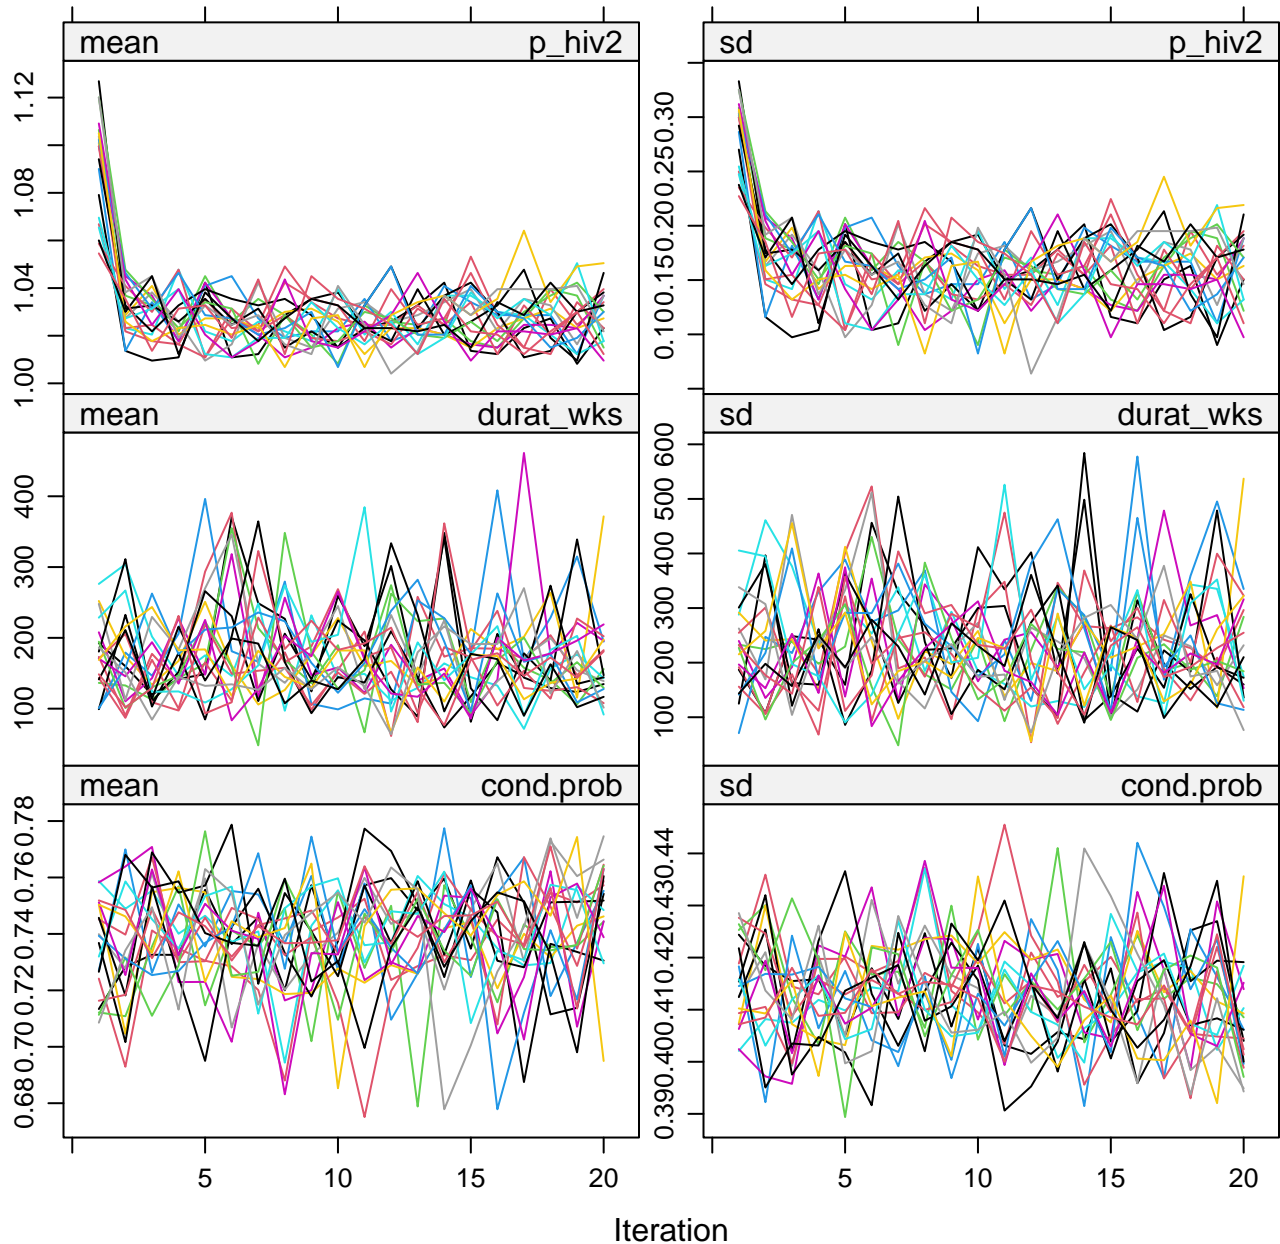 mean p_hiv2
sd p_hiv2
1.00 1.04 1.08 1.12
0.10 0.15 0.20 0.25 0.30
mean durat_wks
sd durat_wks
100 200 300 400
100 200 300 400 500 600
mean cond.prob
sd cond.prob
0.68 0.70 0.72 0.74 0.76 0.78
0.39 0.40 0.41 0.42 0.43 0.44
5 10 15 20
5 10 15 20
Iteration